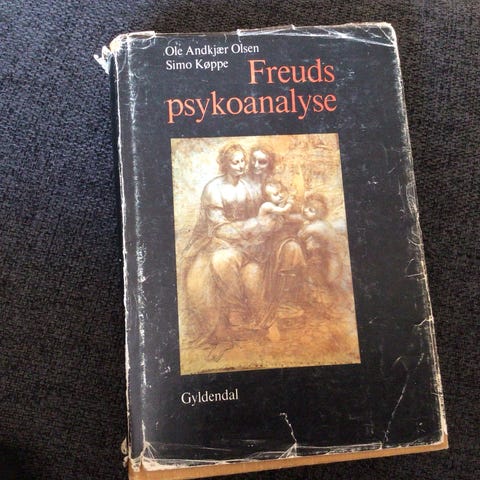 Ole Andkjær Olsen
Simo Køppe
Freuds
psykoanalyse
Gyldendal